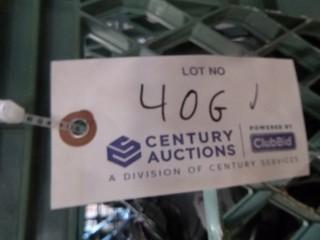 LOT NO
40G
CENTURY AUCTIONS
POWERED BY
ClubBid
A DIVISION OF CENTURY SERVICES